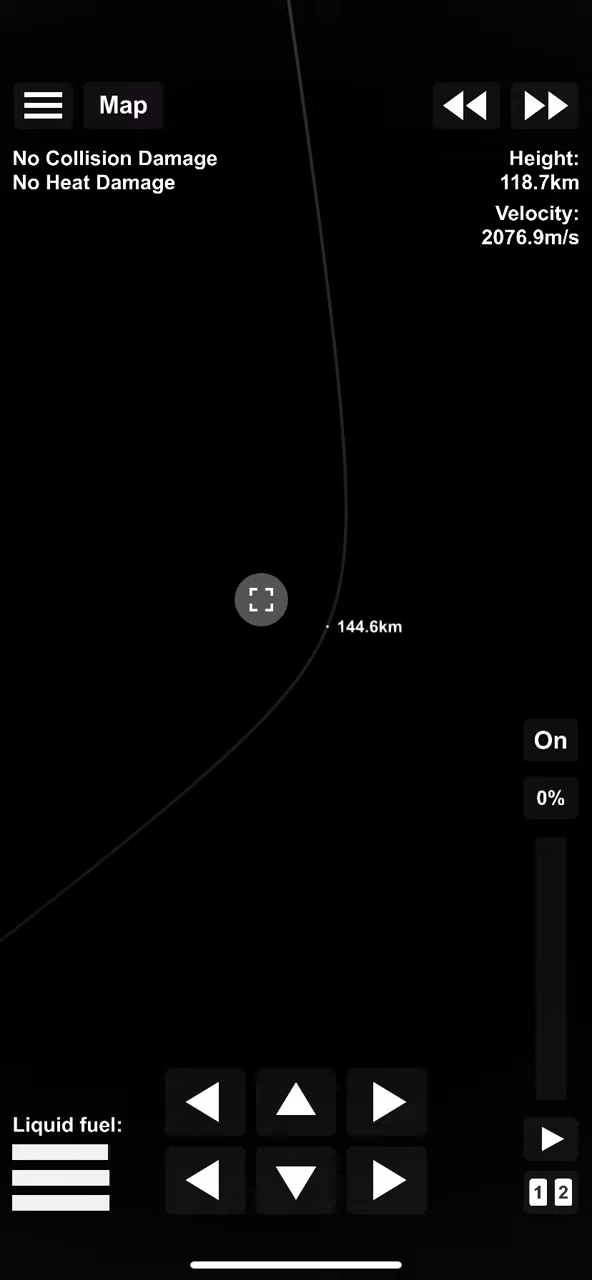 Map
No Collision Damage
No Heat Damage
Height:
118.7km
Velocity:
2076.9m/s
144.6km
On
0%
Liquid fuel:
1 2